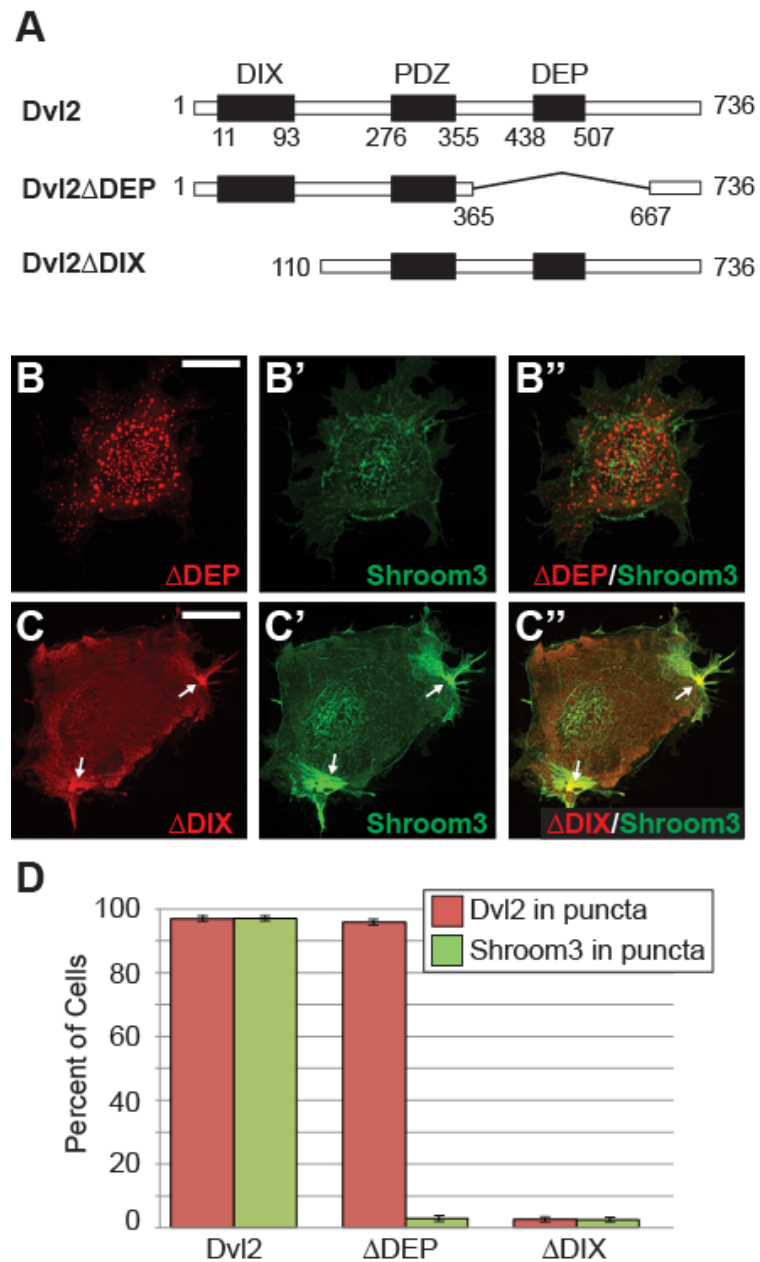 A
DIX PDZ DEP
Dvl2 1 736
11 93 276 355 438 507
Dvl2ΔDEP 1 736
365 667
Dvl2ΔDIX 110 736
B B’ B’’
ΔDEP Shroom3 ΔDEP/Shroom3
C C’ C’’
ΔDIX Shroom3 ΔDIX/Shroom3
D
Percent of Cells
100
80
60
40
20
0
Dvl2 in puncta
Shroom3 in puncta
Dvl2 ΔDEP ΔDIX